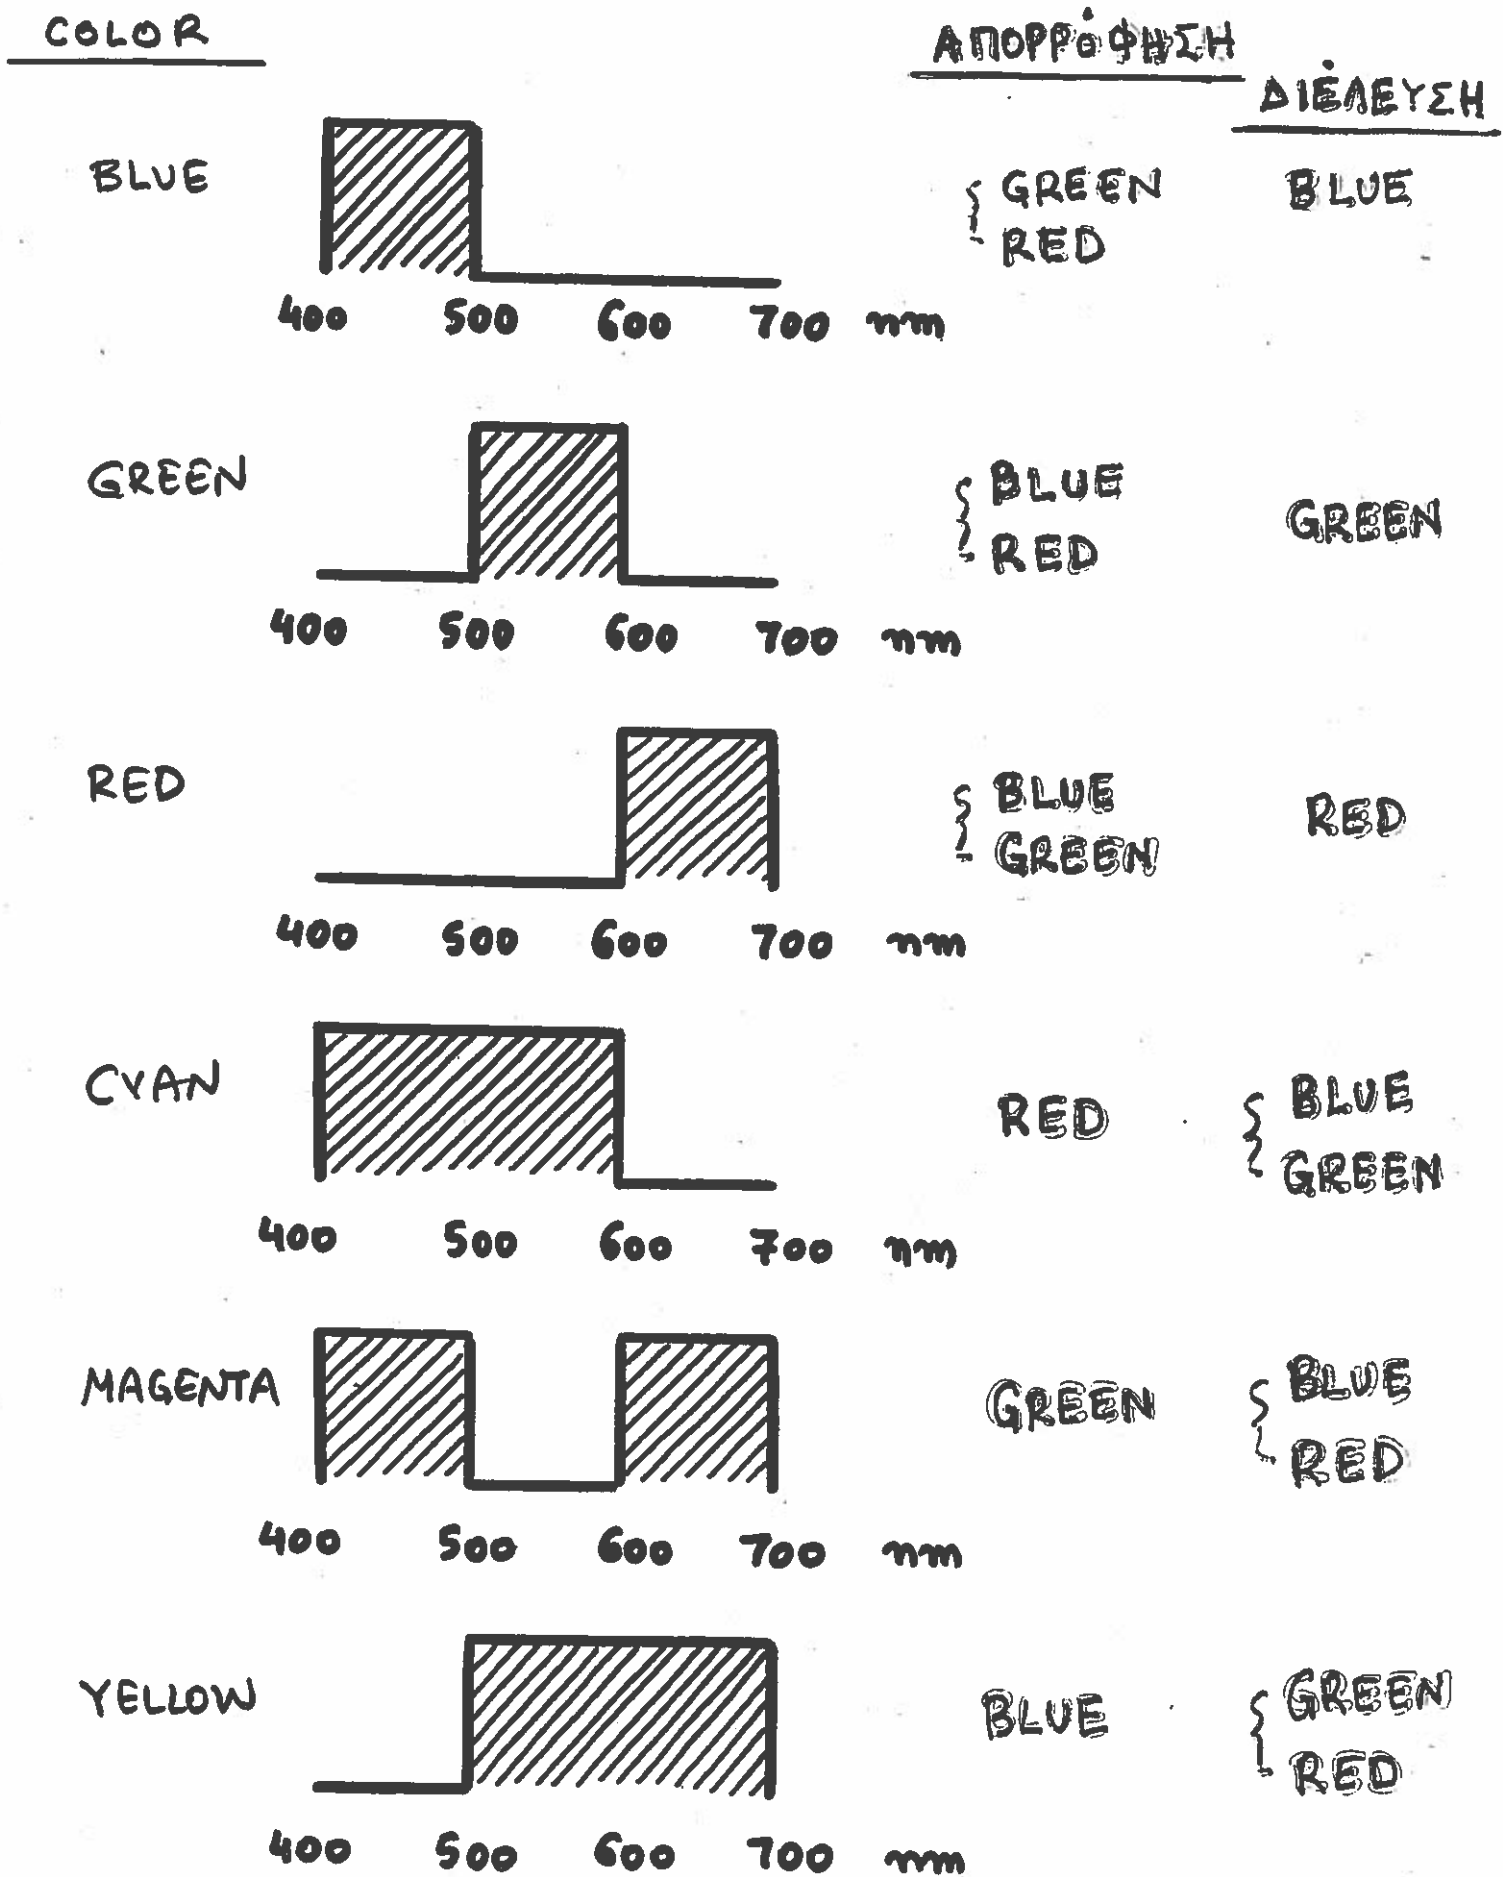 COLOR ΑΠΟΡΡΌΦΗΣΗ ΔΙΈΛΕΥΣΗ
BLUE GREEN BLUE
RED
400 500 600 700 nm
GREEN BLUE GREEN
RED
400 500 600 700 nm
RED BLUE RED
GREEN
400 500 600 700 nm
CYAN RED BLUE
GREEN
400 500 600 700 nm
MAGENTA GREEN BLUE
RED
400 500 600 700 nm
YELLOW BLUE GREEN
RED
400 500 600 700 nm